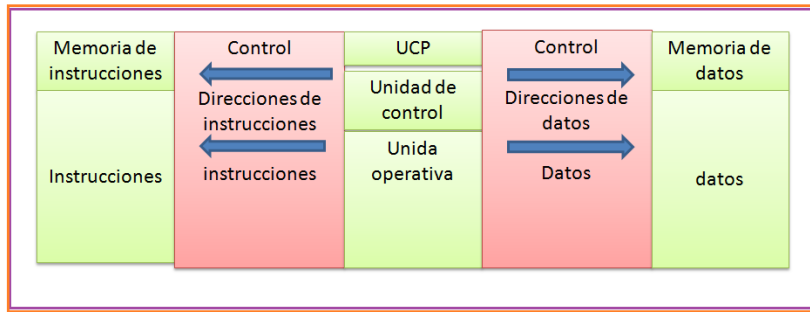 Memoria de
instrucciones
Instrucciones
Control
Direcciones de
instrucciones
instrucciones
UCP
Unidad de
control
Unida
operativa
Control
Direcciones de
datos
Datos
Memoria de
datos
datos